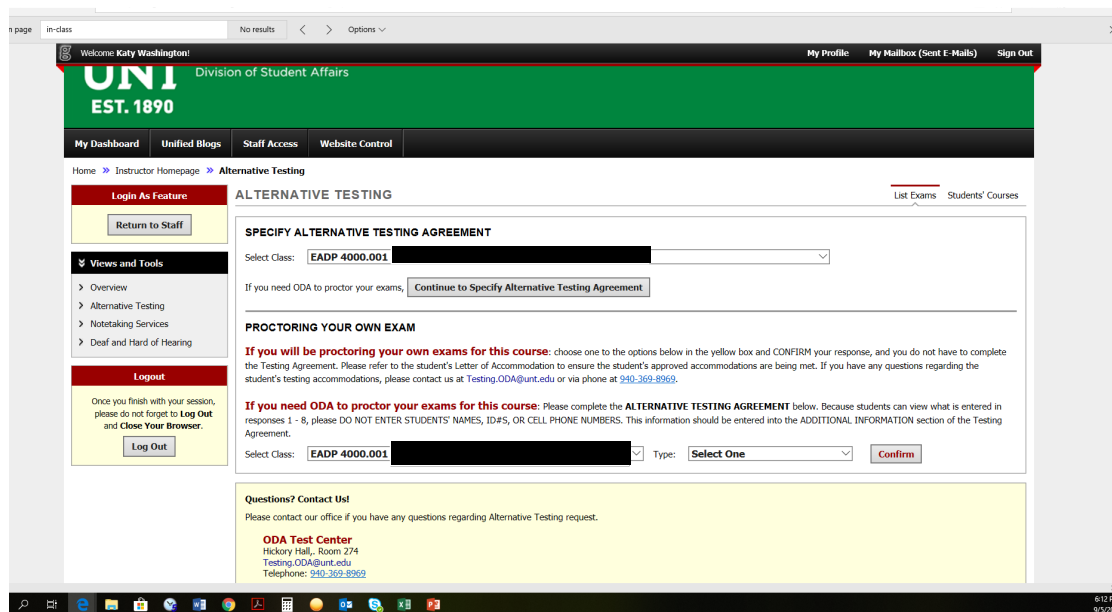 n page in-class No results Options
Welcome Katy Washington! My Profile My Mailbox (Sent E-Mails) Sign Out
Division of Student Affairs
EST. 1890
My Dashboard Unified Blogs Staff Access Website Control
Home » Instructor Homepage » Alternative Testing
Login As Feature
Return to Staff
Views and Tools
Overview
Alternative Testing
Notetaking Services
Deaf and Hard of Hearing
Logout
Once you finish with your session,
please do not forget to Log Out
and Close Your Browser.
Log Out
ALTERNATIVE TESTING
List Exams Students' Courses
SPECIFY ALTERNATIVE TESTING AGREEMENT
Select Class: EADP 4000.001
If you need ODA to proctor your exams, Continue to Specify Alternative Testing Agreement
PROCTORING YOUR OWN EXAM
If you will be proctoring your own exams for this course: choose one to the options below in the yellow box and CONFIRM your response, and you do not have to complete
the Testing Agreement. Please refer to the student's Letter of Accommodation to ensure the student's approved accommodations are being met. If you have any questions regarding the
student's testing accommodations, please contact us at Testing.ODA@unt.edu or via phone at 940-369-8969.
If you need ODA to proctor your exams for this course: Please complete the ALTERNATIVE TESTING AGREEMENT below. Because students can view what is entered in
responses 1 - 8, please DO NOT ENTER STUDENTS' NAMES, ID#S, OR CELL PHONE NUMBERS. This information should be entered into the ADDITIONAL INFORMATION section of the Testing
Agreement.
Select Class: EADP 4000.001 Type: Select One Confirm
Questions? Contact Us!
Please contact our office if you have any questions regarding Alternative Testing request.
ODA Test Center
Hickory Hall,. Room 274
Testing.ODA@unt.edu
Telephone: 940-369-8969
6:12 P